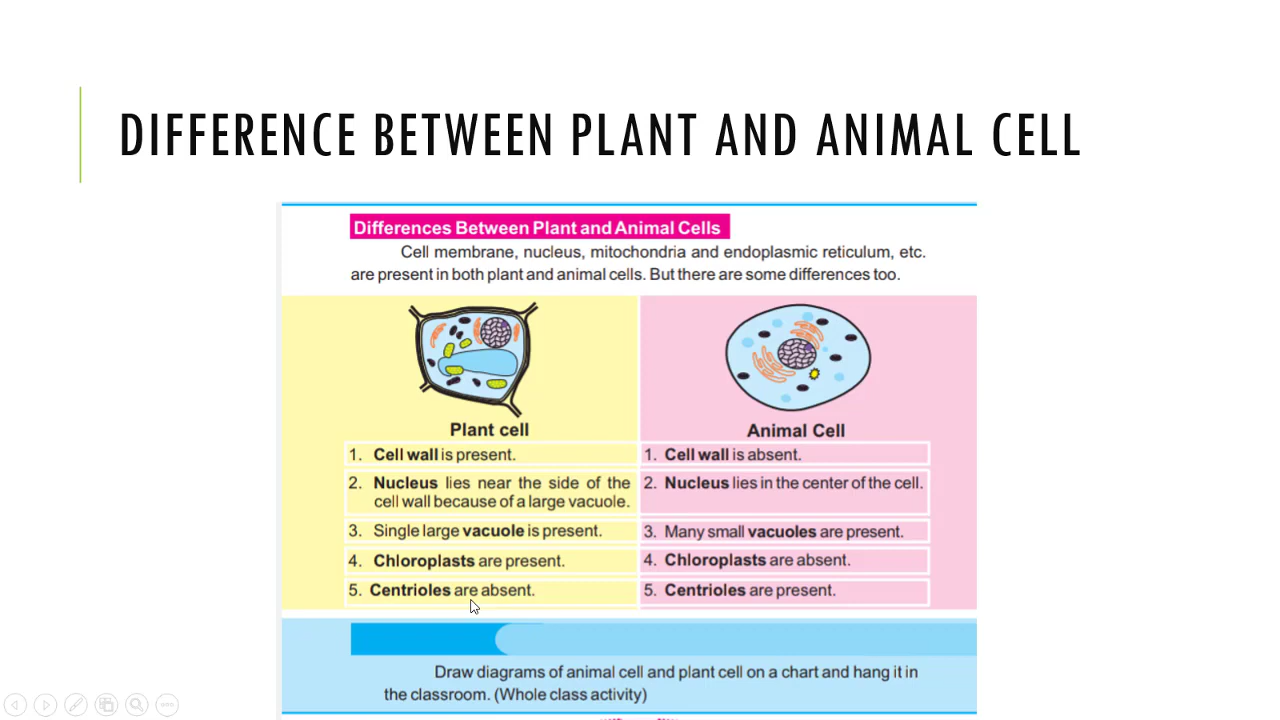 DIFFERENCE BETWEEN PLANT AND ANIMAL CELL
Differences Between Plant and Animal Cells
Cell membrane, nucleus, mitochondria and endoplasmic reticulum, etc.
are present in both plant and animal cells. But there are some differences too.
Plant cell
1. Cell wall is present.
2. Nucleus lies near the side of the
cell wall because of a large vacuole.
3. Single large vacuole is present.
4. Chloroplasts are present.
5. Centrioles are absent.
Animal Cell
1. Cell wall is absent.
2. Nucleus lies in the center of the cell.
3. Many small vacuoles are present.
4. Chloroplasts are absent.
5. Centrioles are present.
Draw diagrams of animal cell and plant cell on a chart and hang it in
the classroom. (Whole class activity)